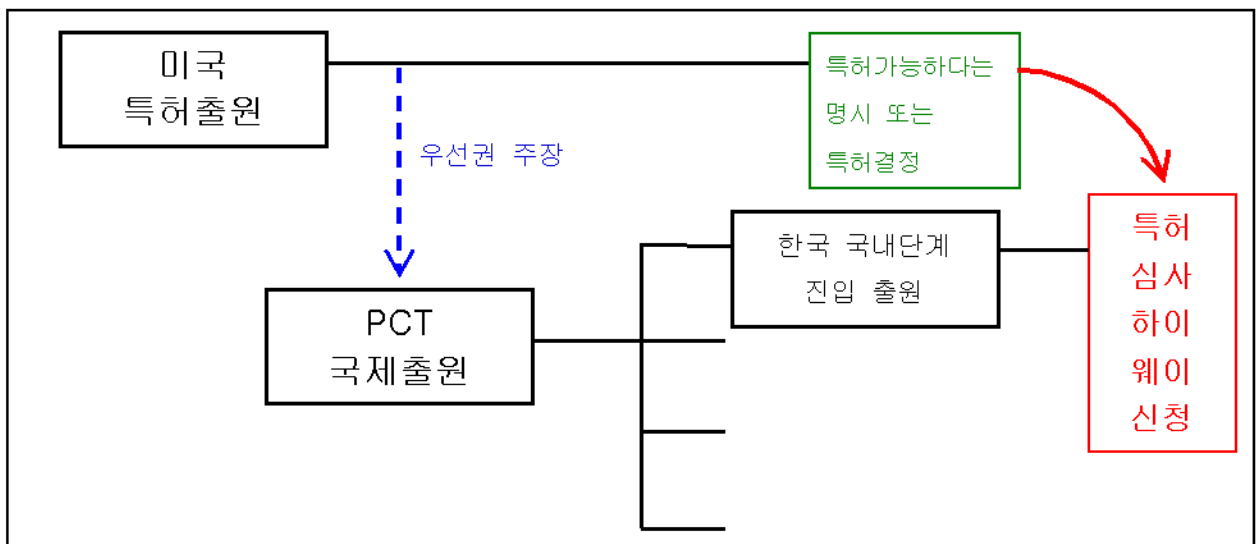 미국
특허출원
특허가능하다는
명시 또는
특허결정
우선권 주장
한국 국내단계
진입 출원
PCT
국제출원
특허
심사
하이
웨이
신청